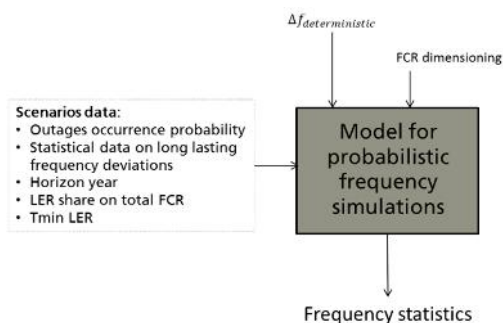 Δf_deterministic
FCR dimensioning
Scenarios data:
• Outages occurrence probability
• Statistical data on long lasting
frequency deviations
• Horizon year
• LER share on total FCR
• Tmin LER
Model for
probabilistic
frequency
simulations
Frequency statistics